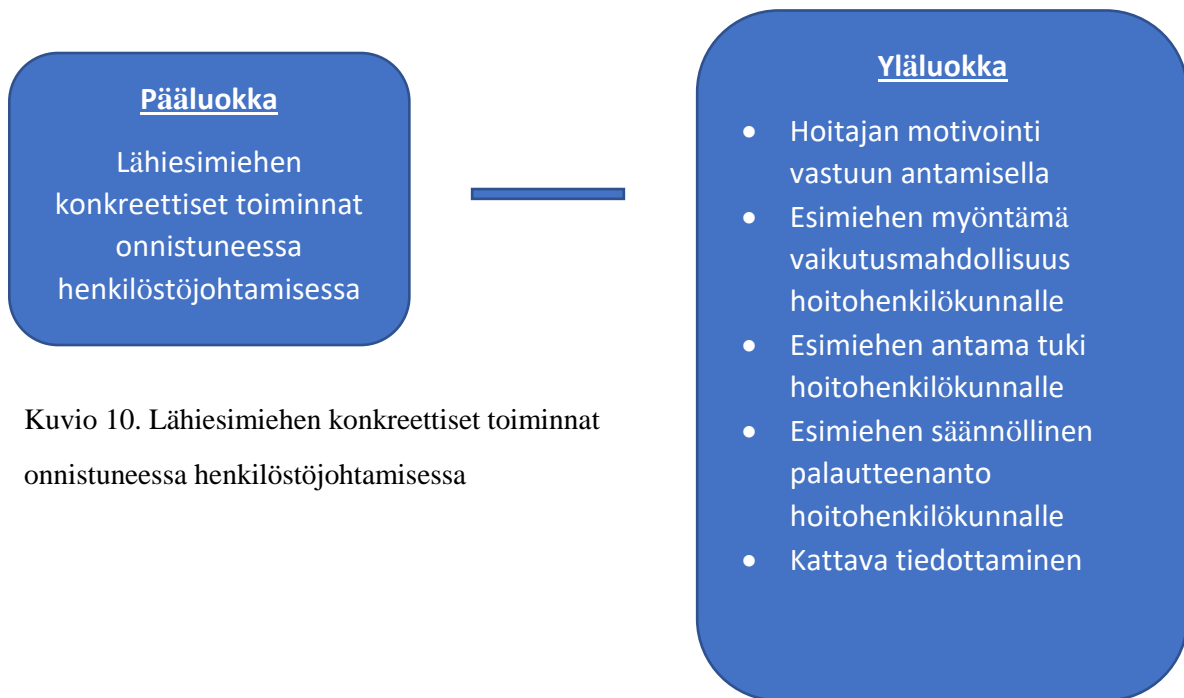 Pääluokka
Lähiesimiehen
konkreettiset toiminnat
onnistuneessa
henkilöstöjohtamisessa
Kuvio 10. Lähiesimiehen konkreettiset toiminnat
onnistuneessa henkilöstöjohtamisessa
Yläluokka
• Hoitajan motivointi
vastuun antamisella
• Esimiehen myöntämä
vaikutusmahdollisuus
hoitohenkilökunnalle
• Esimiehen antama tuki
hoitohenkilökunnalle
• Esimiehen säännöllinen
palautteenanto
hoitohenkilökunnalle
• Kattava tiedottaminen